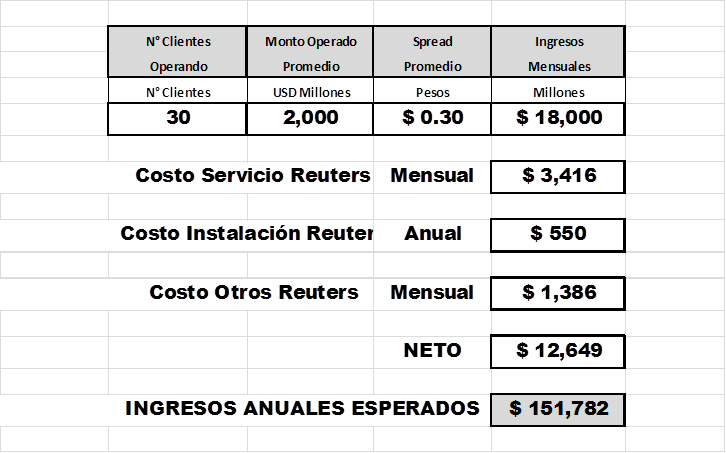 N° Clientes Monto Operado Spread Ingresos
Operando Promedio Promedio Mensuales
N° Clientes USD Millones Pesos Millones
30 2,000 $ 0.30 $ 18,000
Costo Servicio Reuters Mensual $ 3,416
Costo Instalación Reuter Anual $ 550
Costo Otros Reuters Mensual $ 1,386
NETO $ 12,649
INGRESOS ANUALES ESPERADOS $ 151,782